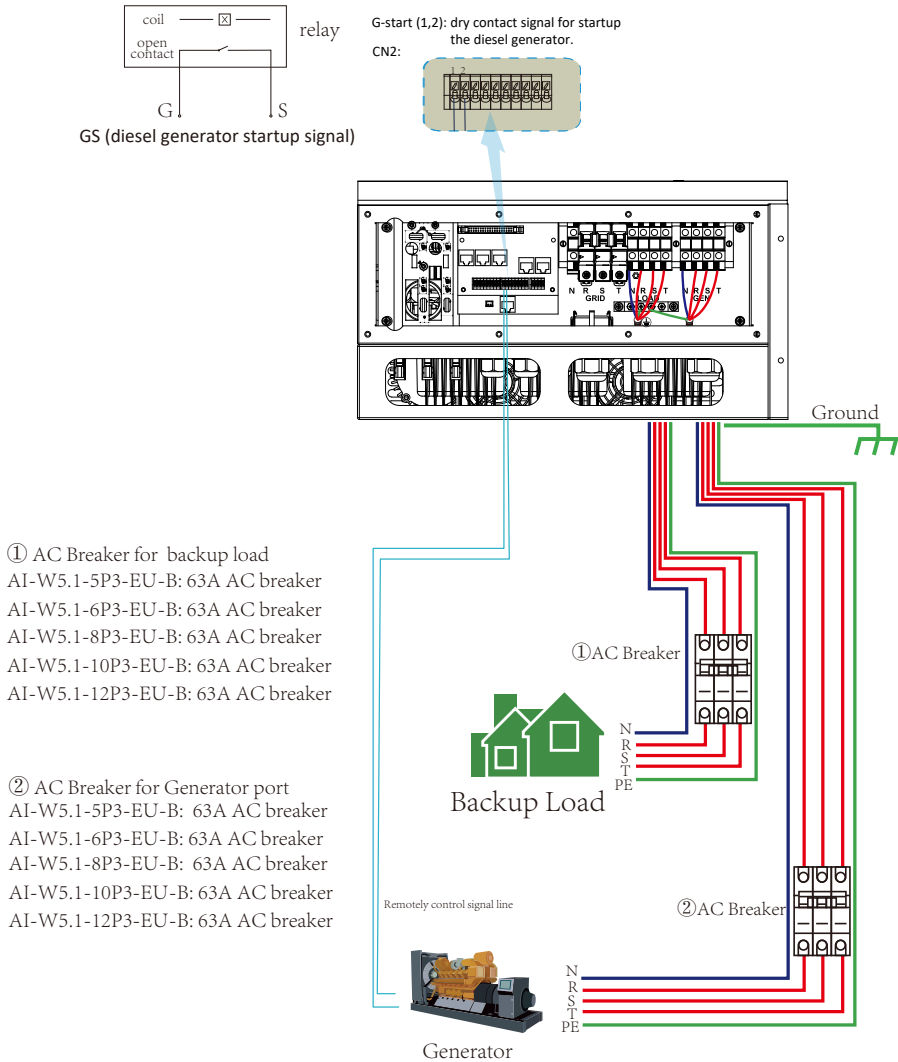 coil
open
contact
relay
G
S
GS (diesel generator startup signal)
G-start (1,2): dry contact signal for startup
the diesel generator.
CN2:
1 2
N R S T N R S T N R S T
GRID LOAD GEN
Ground
① AC Breaker for backup load
AI-W5.1-5P3-EU-B: 63A AC breaker
AI-W5.1-6P3-EU-B: 63A AC breaker
AI-W5.1-8P3-EU-B: 63A AC breaker
AI-W5.1-10P3-EU-B: 63A AC breaker
AI-W5.1-12P3-EU-B: 63A AC breaker
①AC Breaker
N
R
S
T
PE
Backup Load
② AC Breaker for Generator port
AI-W5.1-5P3-EU-B: 63A AC breaker
AI-W5.1-6P3-EU-B: 63A AC breaker
AI-W5.1-8P3-EU-B: 63A AC breaker
AI-W5.1-10P3-EU-B: 63A AC breaker
AI-W5.1-12P3-EU-B: 63A AC breaker
Remotely control signal line
②AC Breaker
N
R
S
T
PE
Generator